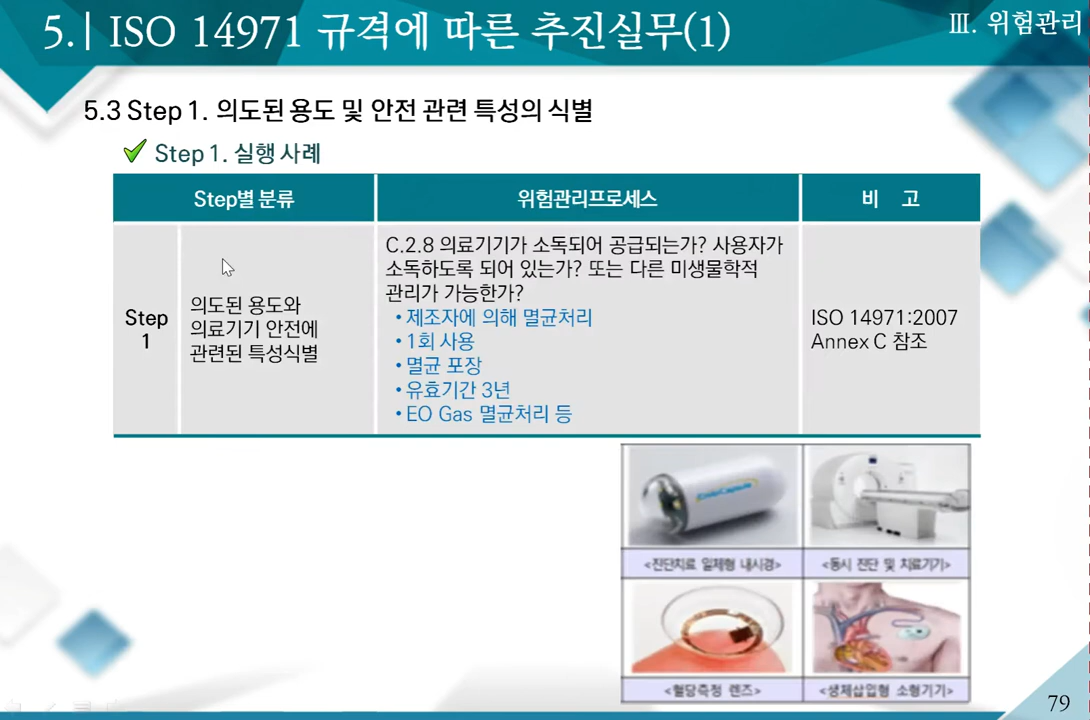 5. | ISO 14971 규격에 따른 추진실무(1)
Ⅲ. 위험관리
5.3 Step 1. 의도된 용도 및 안전 관련 특성의 식별
Step 1. 실행 사례
Step별 분류
위험관리프로세스
비 고
Step
1
의도된 용도와
의료기기 안전에
관련된 특성식별
C.2.8 의료기기가 소독되어 공급되는가? 사용자가
소독하도록 되어 있는가? 또는 다른 미생물학적
관리가 가능한가?
• 제조자에 의해 멸균처리
• 1회 사용
• 멸균 포장
• 유효기간 3년
• EO Gas 멸균처리 등
ISO 14971:2007
Annex C 참조
EndoCapsule
<진단치료 일체형 내시경>
<동시 진단 및 치료기기>
<혈당측정 렌즈>
<생체삽입형 소형기기>
79